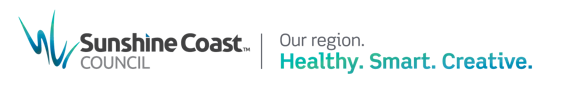 Sunshine Coast™
COUNCIL
Our region.
Healthy. Smart. Creative.